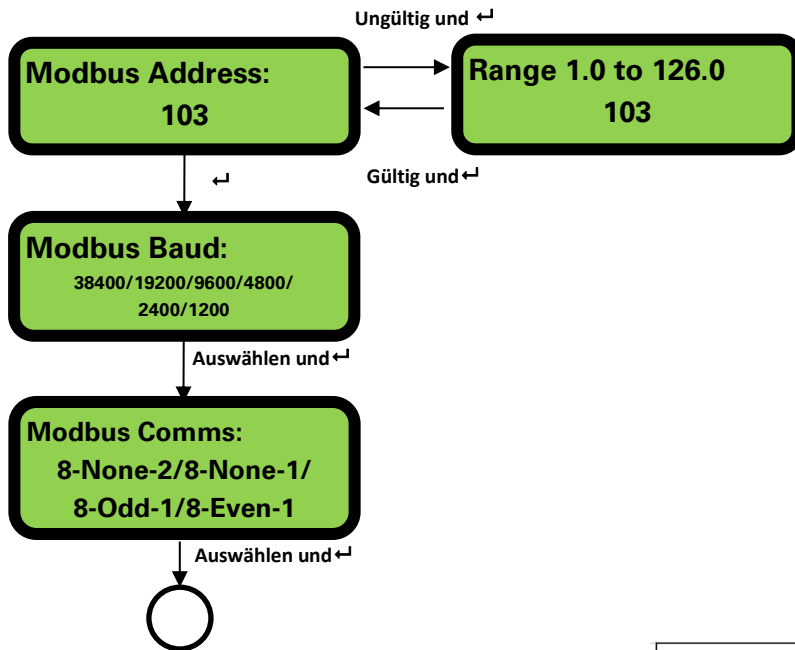 Ungültig und ↵
Modbus Address:
103
Range 1.0 to 126.0
103
↵
Gültig und ↵
Modbus Baud:
38400/19200/9600/4800/
2400/1200
Auswählen und ↵
Modbus Comms:
8-None-2/8-None-1/
8-Odd-1/8-Even-1
Auswählen und ↵